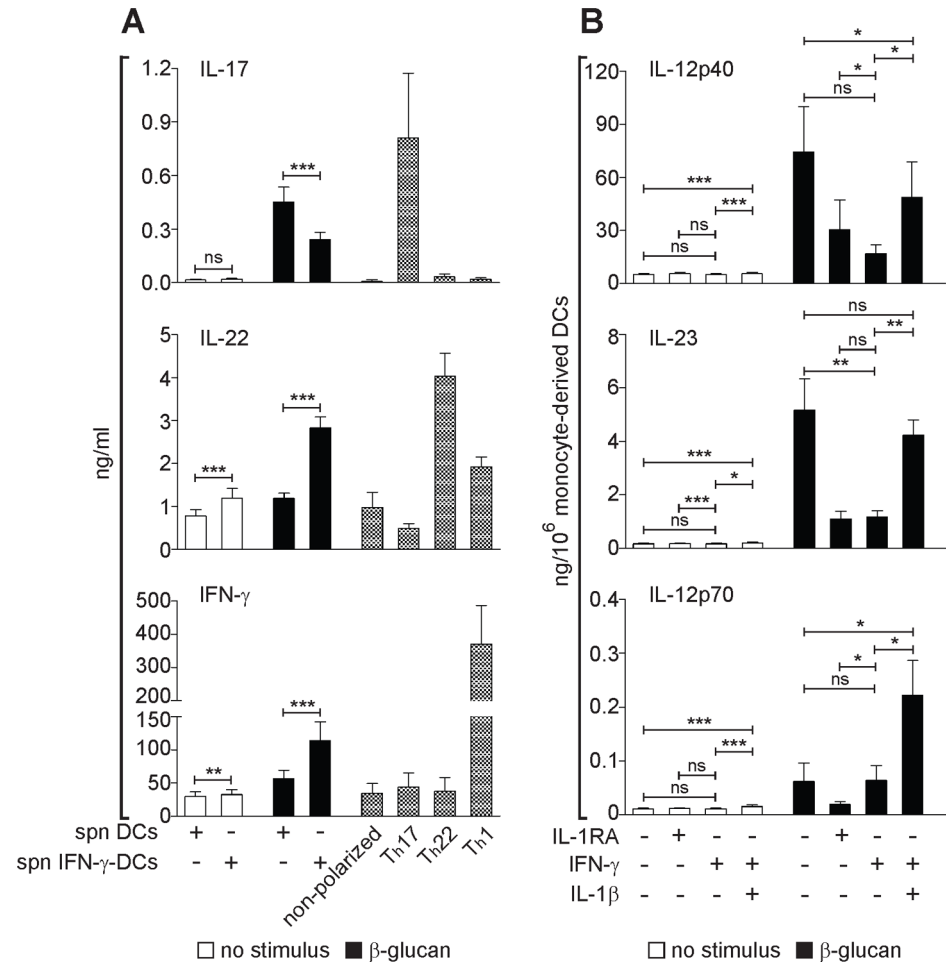 A
IL-17
1.2
0.9
0.6
0.3
0.0
ns
***
IL-22
5
4
3
2
1
0
***
***
ng/ml
IFN-γ
500
400
300
200
150
100
50
0
**
***
spn DCs + - + -
spn IFN-γ-DCs - + - +
non-polarized
Th17
Th22
Th1
no stimulus β-glucan
B
IL-12p40
120
90
60
30
0
***
***
ns
ns
*
*
*
ns
IL-23
8
6
4
2
0
***
*
***
ns
ns
**
ns
**
ng/10⁶ monocyte-derived DCs
IL-12p70
0.4
0.3
0.2
0.1
0
***
***
ns
ns
*
*
*
ns
IL-1RA - + - - - + - -
IFN-γ - - + + - - + +
IL-1β - - - + - - - +
no stimulus β-glucan